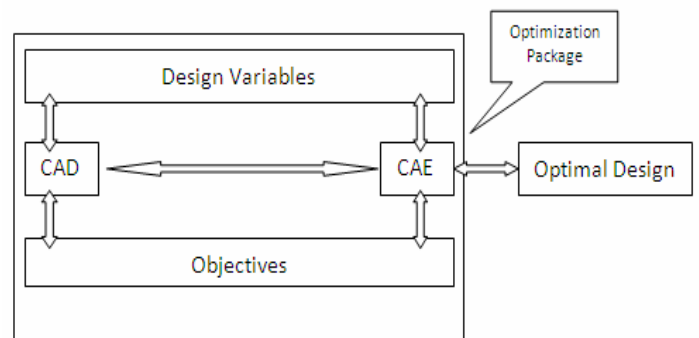 Optimization
Package
Design Variables
CAD
CAE
Optimal Design
Objectives